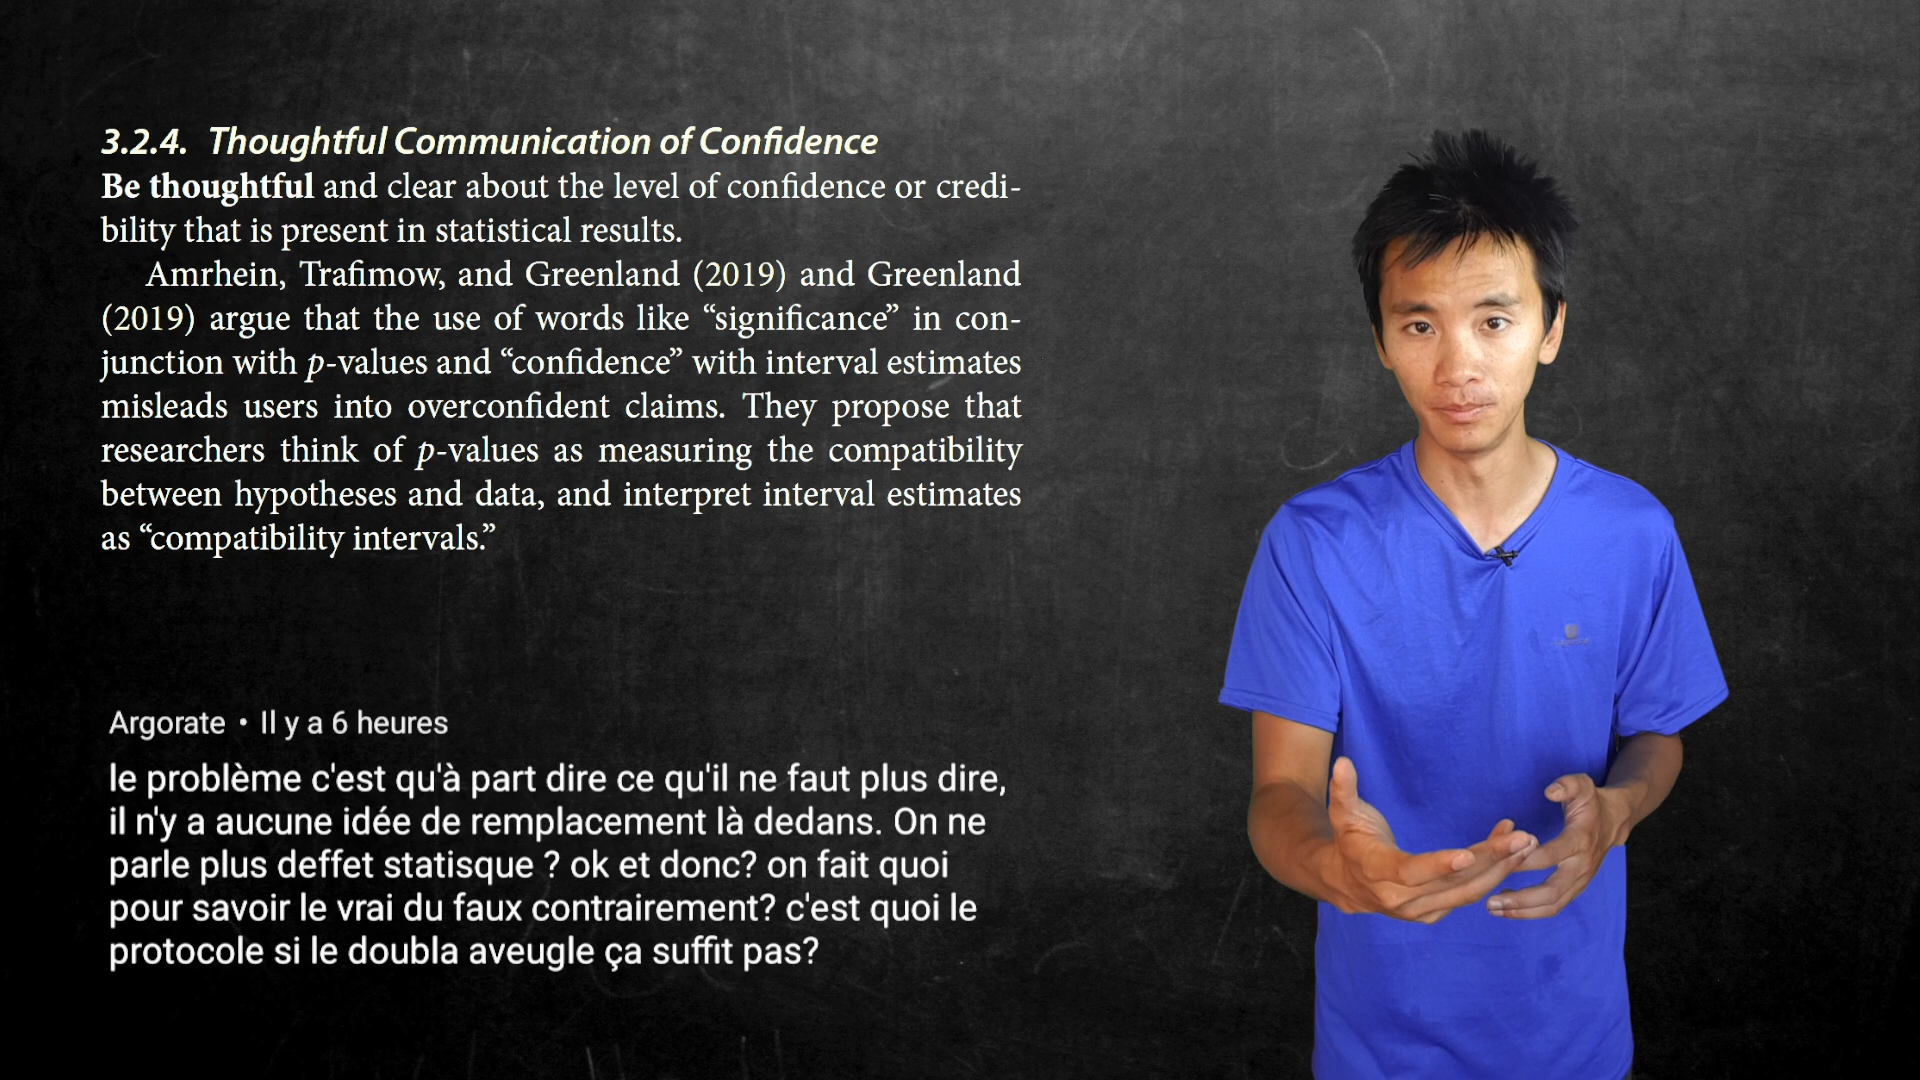 3.2.4. Thoughtful Communication of Confidence
Be thoughtful and clear about the level of confidence or credi-
bility that is present in statistical results.
Amrhein, Trafimow, and Greenland (2019) and Greenland
(2019) argue that the use of words like “significance” in con-
junction with p-values and “confidence” with interval estimates
misleads users into overconfident claims. They propose that
researchers think of p-values as measuring the compatibility
between hypotheses and data, and interpret interval estimates
as “compatibility intervals.”
Argorate • Il y a 6 heures
le problème c'est qu'à part dire ce qu'il ne faut plus dire,
il n'y a aucune idée de remplacement là dedans. On ne
parle plus deffet statisque ? ok et donc? on fait quoi
pour savoir le vrai du faux contrairement? c'est quoi le
protocole si le doubla aveugle ça suffit pas?